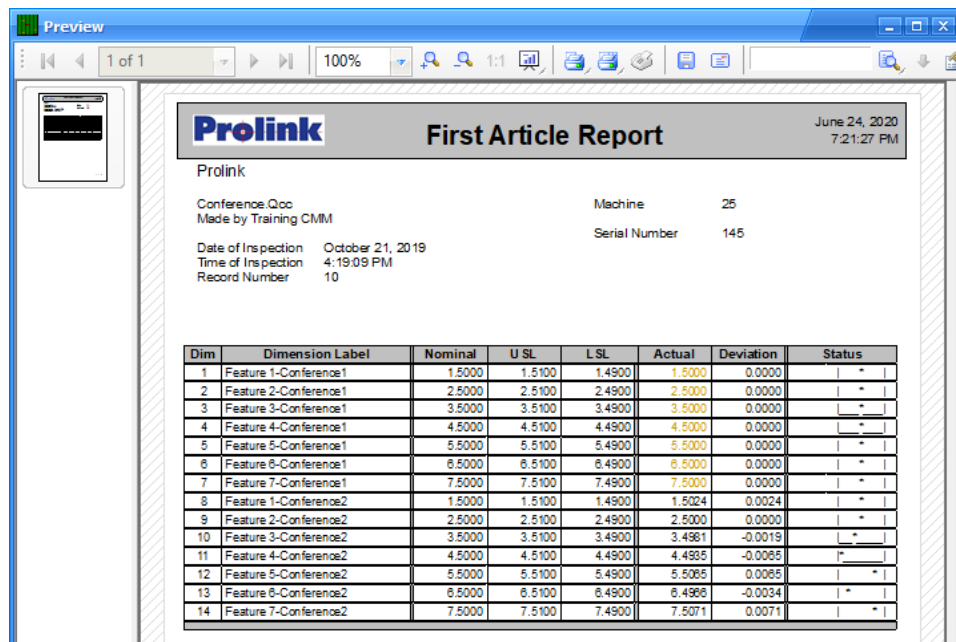 Preview
1 of 1
100%
1:1
Prolink
First Article Report
June 24, 2020
7:21:27 PM
Prolink
Conference.Qcc
Made by Training CMM
Machine 25
Serial Number 145
Date of Inspection October 21, 2019
Time of Inspection 4:19:09 PM
Record Number 10
Dim Dimension Label Nominal USL LSL Actual Deviation Status
1 Feature 1-Conference1 1.5000 1.5100 1.4900 1.5000 0.0000 | * |
2 Feature 2-Conference1 2.5000 2.5100 2.4900 2.5000 0.0000 | * |
3 Feature 3-Conference1 3.5000 3.5100 3.4900 3.5000 0.0000 |___*___|
4 Feature 4-Conference1 4.5000 4.5100 4.4900 4.5000 0.0000 |___*___|
5 Feature 5-Conference1 5.5000 5.5100 5.4900 5.5000 0.0000 | * |
6 Feature 6-Conference1 6.5000 6.5100 6.4900 6.5000 0.0000 | * |
7 Feature 7-Conference1 7.5000 7.5100 7.4900 7.5000 0.0000 | * |
8 Feature 1-Conference2 1.5000 1.5100 1.4900 1.5024 0.0024 | * |
9 Feature 2-Conference2 2.5000 2.5100 2.4900 2.5000 0.0000 | * |
10 Feature 3-Conference2 3.5000 3.5100 3.4900 3.4981 -0.0019 |__*___|
11 Feature 4-Conference2 4.5000 4.5100 4.4900 4.4935 -0.0065 |*______|
12 Feature 5-Conference2 5.5000 5.5100 5.4900 5.5065 0.0065 | * |
13 Feature 6-Conference2 6.5000 6.5100 6.4900 6.4966 -0.0034 | * |
14 Feature 7-Conference2 7.5000 7.5100 7.4900 7.5071 0.0071 | * |